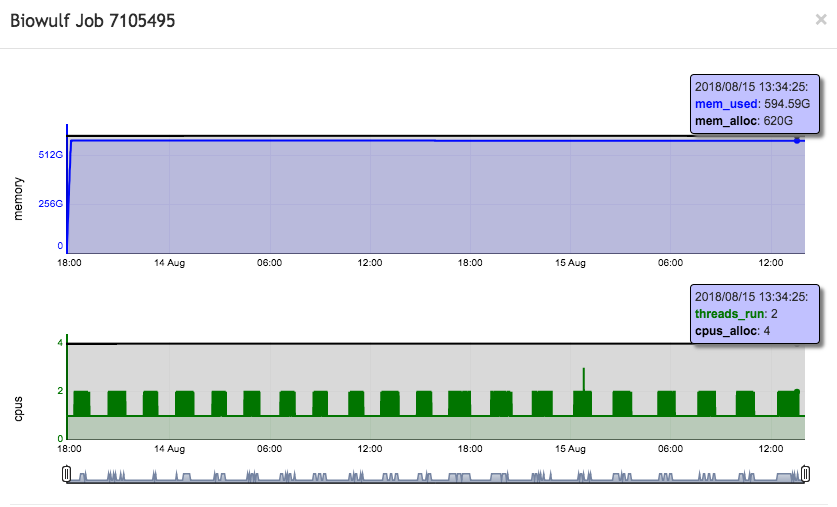 Biowulf Job 7105495
×
2018/08/15 13:34:25:
mem_used: 594.59G
mem_alloc: 620G
memory
512G
256G
0
18:00 14 Aug 06:00 12:00 18:00 15 Aug 06:00 12:00
2018/08/15 13:34:25:
threads_run: 2
cpus_alloc: 4
cpus
4
2
0
18:00 14 Aug 06:00 12:00 18:00 15 Aug 06:00 12:00